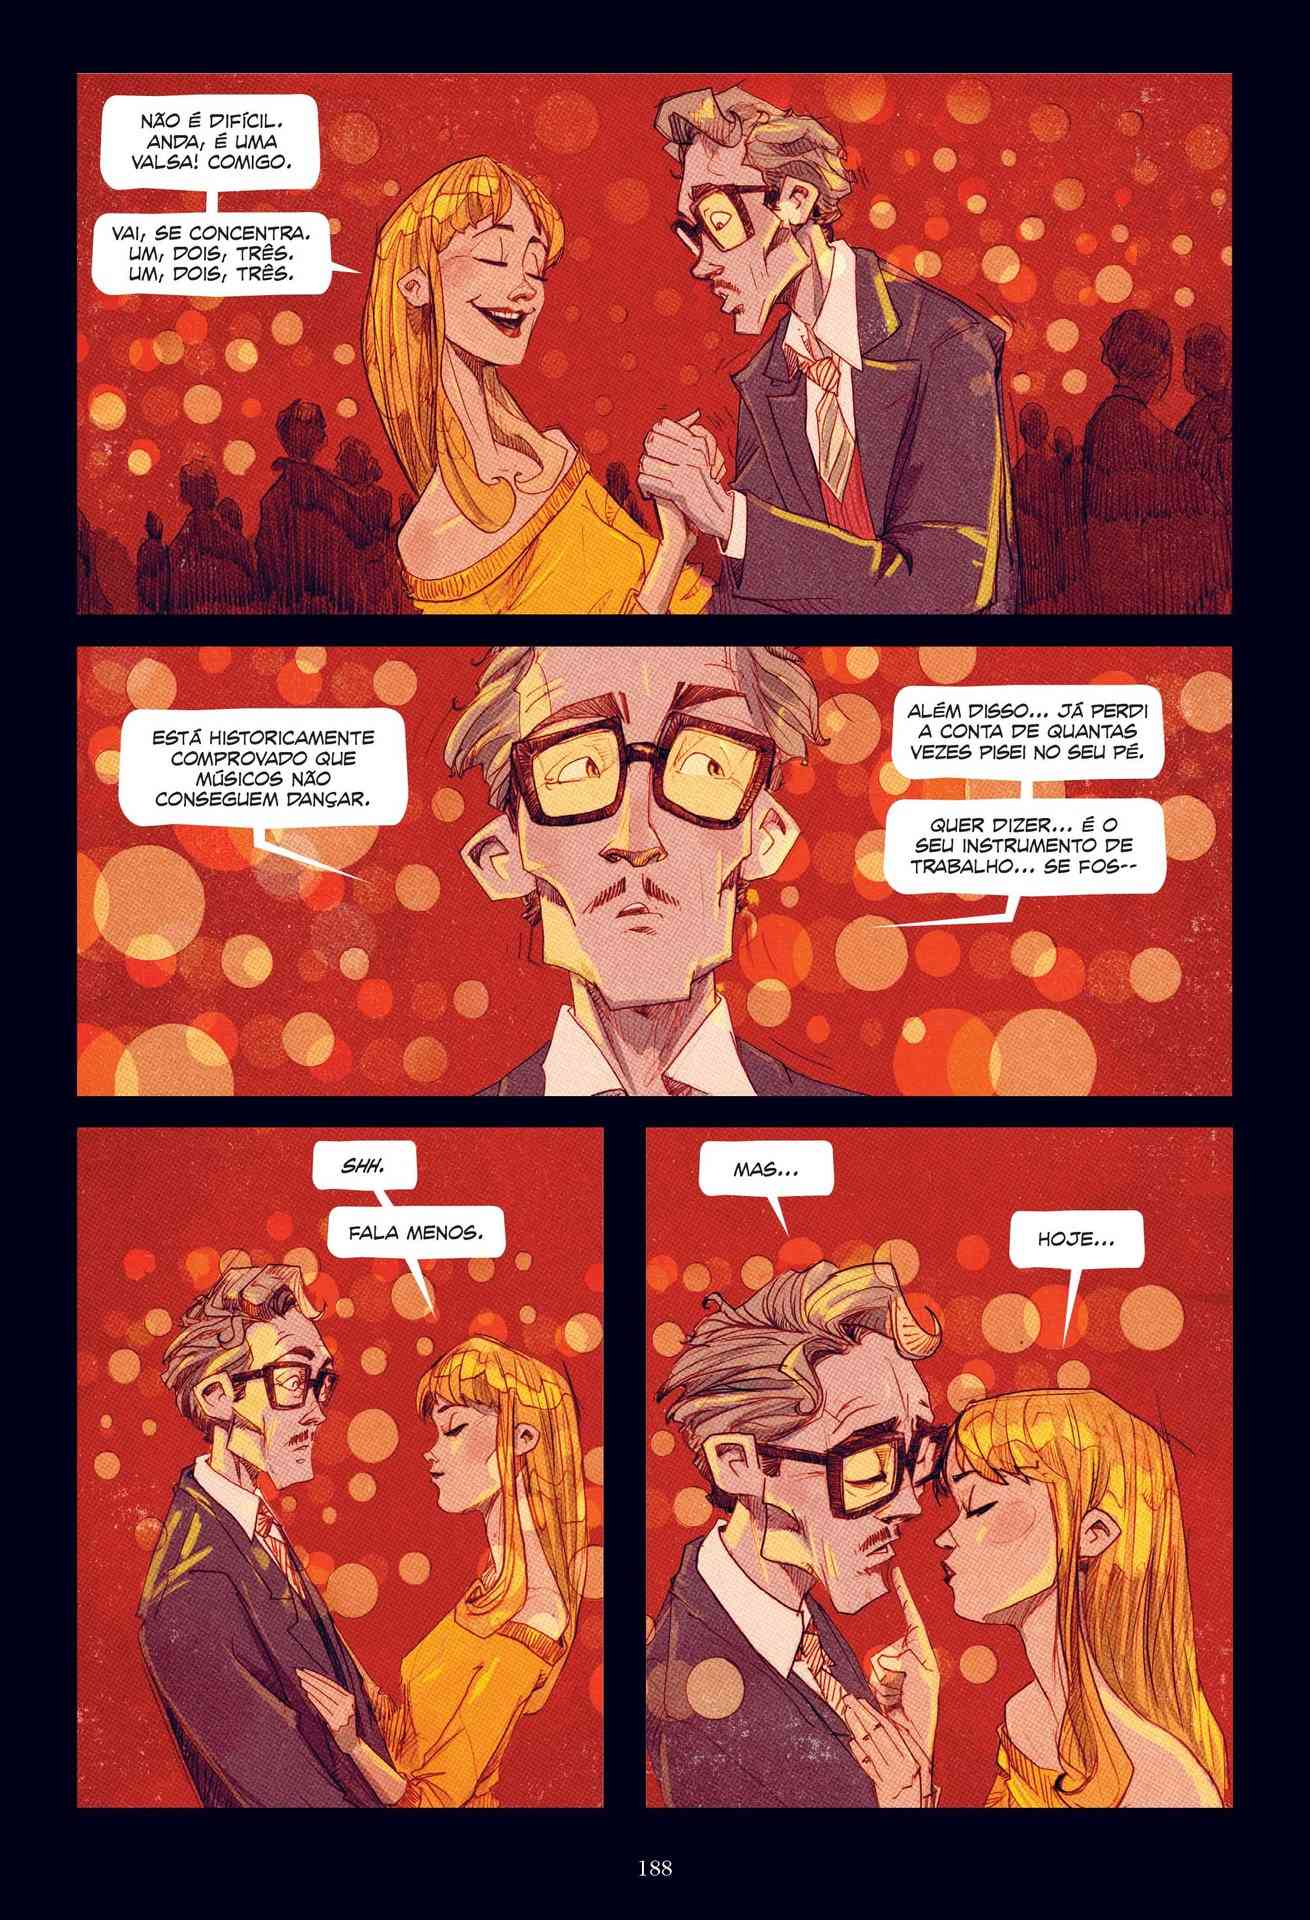 NÃO É DIFÍCIL.
ANDA, É UMA
VALSA! COMIGO.
VAI, SE CONCENTRA.
UM, DOIS, TRÊS.
UM, DOIS, TRÊS.
ESTÁ HISTORICAMENTE
COMPROVADO QUE
MÚSICOS NÃO
CONSEGUEM DANÇAR.
ALÉM DISSO... JÁ PERDI
A CONTA DE QUANTAS
VEZES PISEI NO SEU PÉ.
QUER DIZER... É O
SEU INSTRUMENTO DE
TRABALHO... SE FOS--
SHH.
FALA MENOS.
MAS...
HOJE...
188